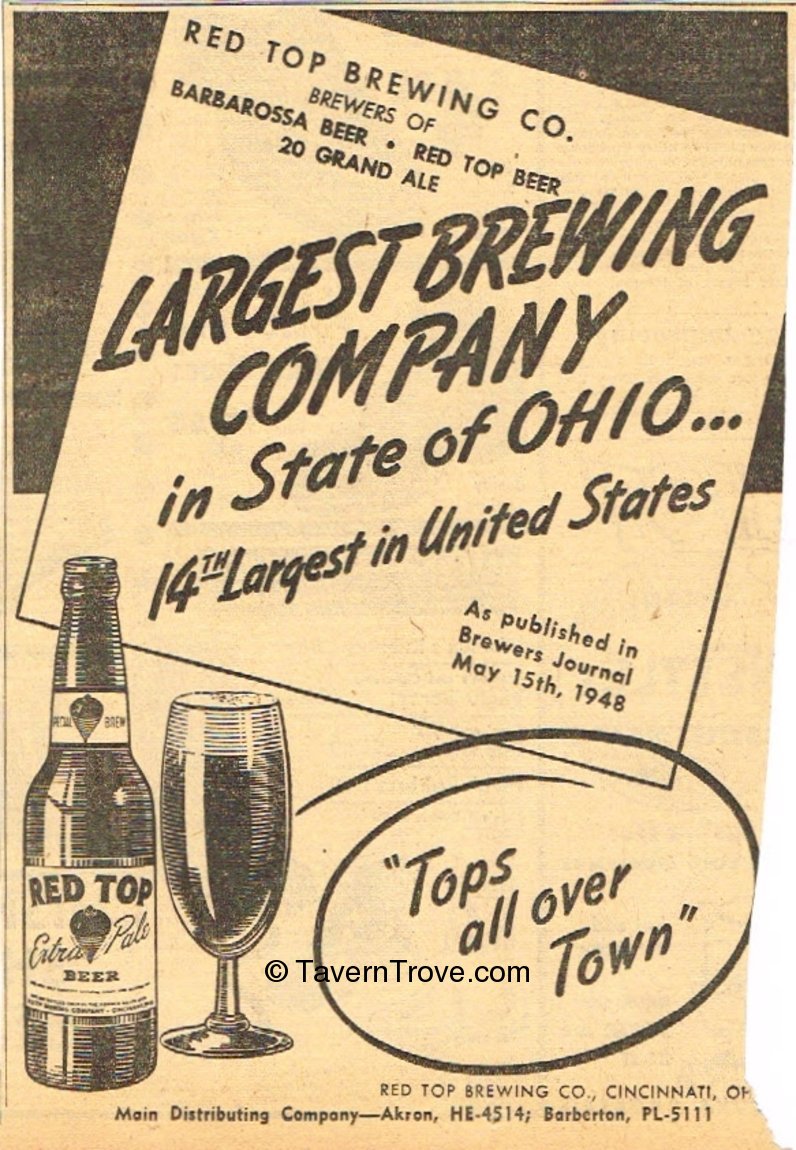 RED TOP BREWING CO.
BREWERS OF
BARBAROSSA BEER • RED TOP BEER
20 GRAND ALE
LARGEST BREWING
COMPANY
in State of OHIO...
14TH Largest in United States
As published in
Brewers Journal
May 15th, 1948
SPECIAL BREW
RED TOP
Extra Pale
BEER
"Tops
all over
Town"
© TavernTrove.com
RED TOP BREWING CO., CINCINNATI, OH
Main Distributing Company—Akron, HE-4514; Barberton, PL-5111